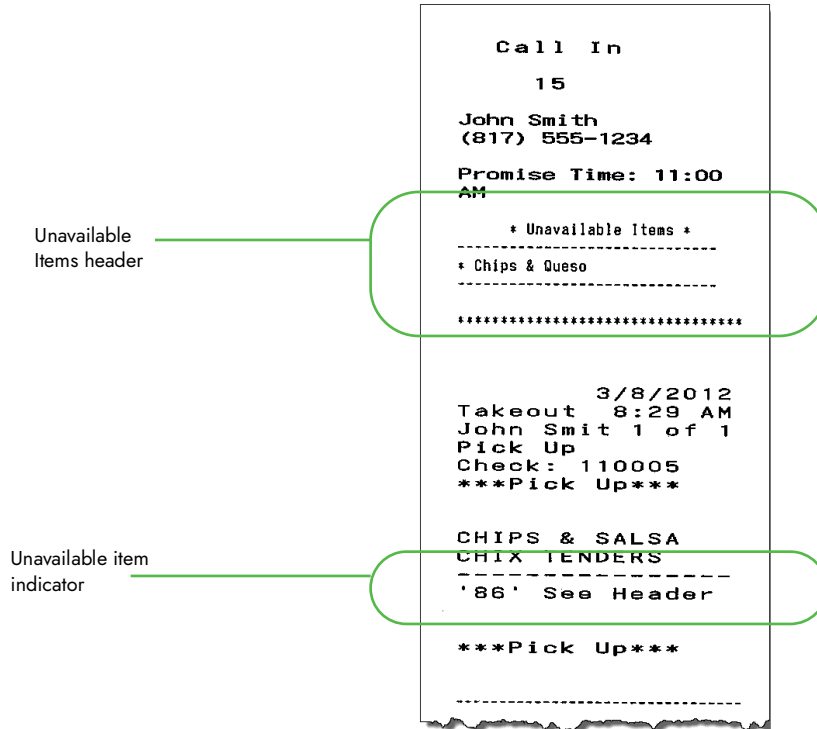 Call In
15
John Smith
(817) 555-1234
Promise Time: 11:00
AM
Unavailable
Items header
* Unavailable Items *
--------------------------------
* Chips & Queso
--------------------------------
********************************
3/8/2012
Takeout 8:29 AM
John Smit 1 of 1
Pick Up
Check: 110005
***Pick Up***
CHIPS & SALSA
CHIX TENDERS
Unavailable item
indicator
--------------------
'86' See Header
***Pick Up***
--------------------------------